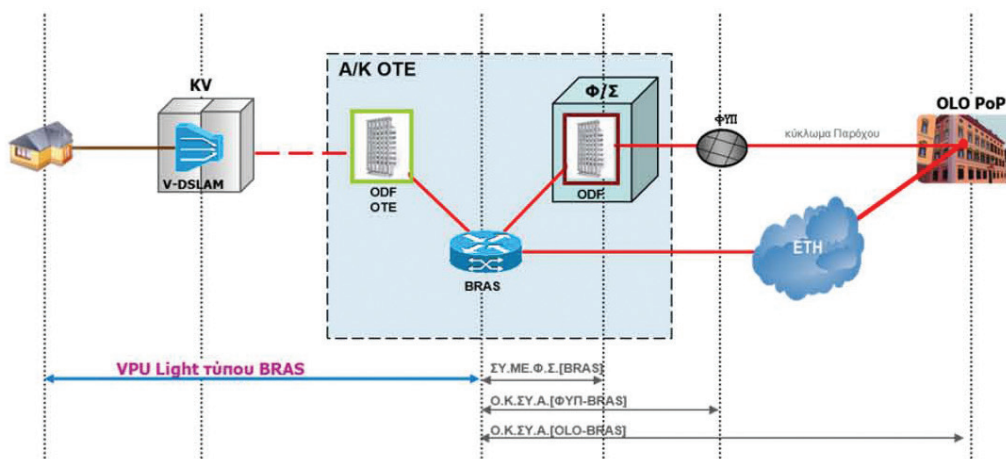 A/K ΟΤΕ
KV
Φ/Σ
ΦΥΠ
OLO PoP
κύκλωμα Παρόχου
V-DSLAM
ODF
OTE
ODF
ETH
BRAS
VPU Light τύπου BRAS
ΣΥ.ΜΕ.Φ.Σ.[BRAS]
Ο.Κ.ΣΥ.Α.[ΦΥΠ-BRAS]
Ο.Κ.ΣΥ.Α.[OLO-BRAS]